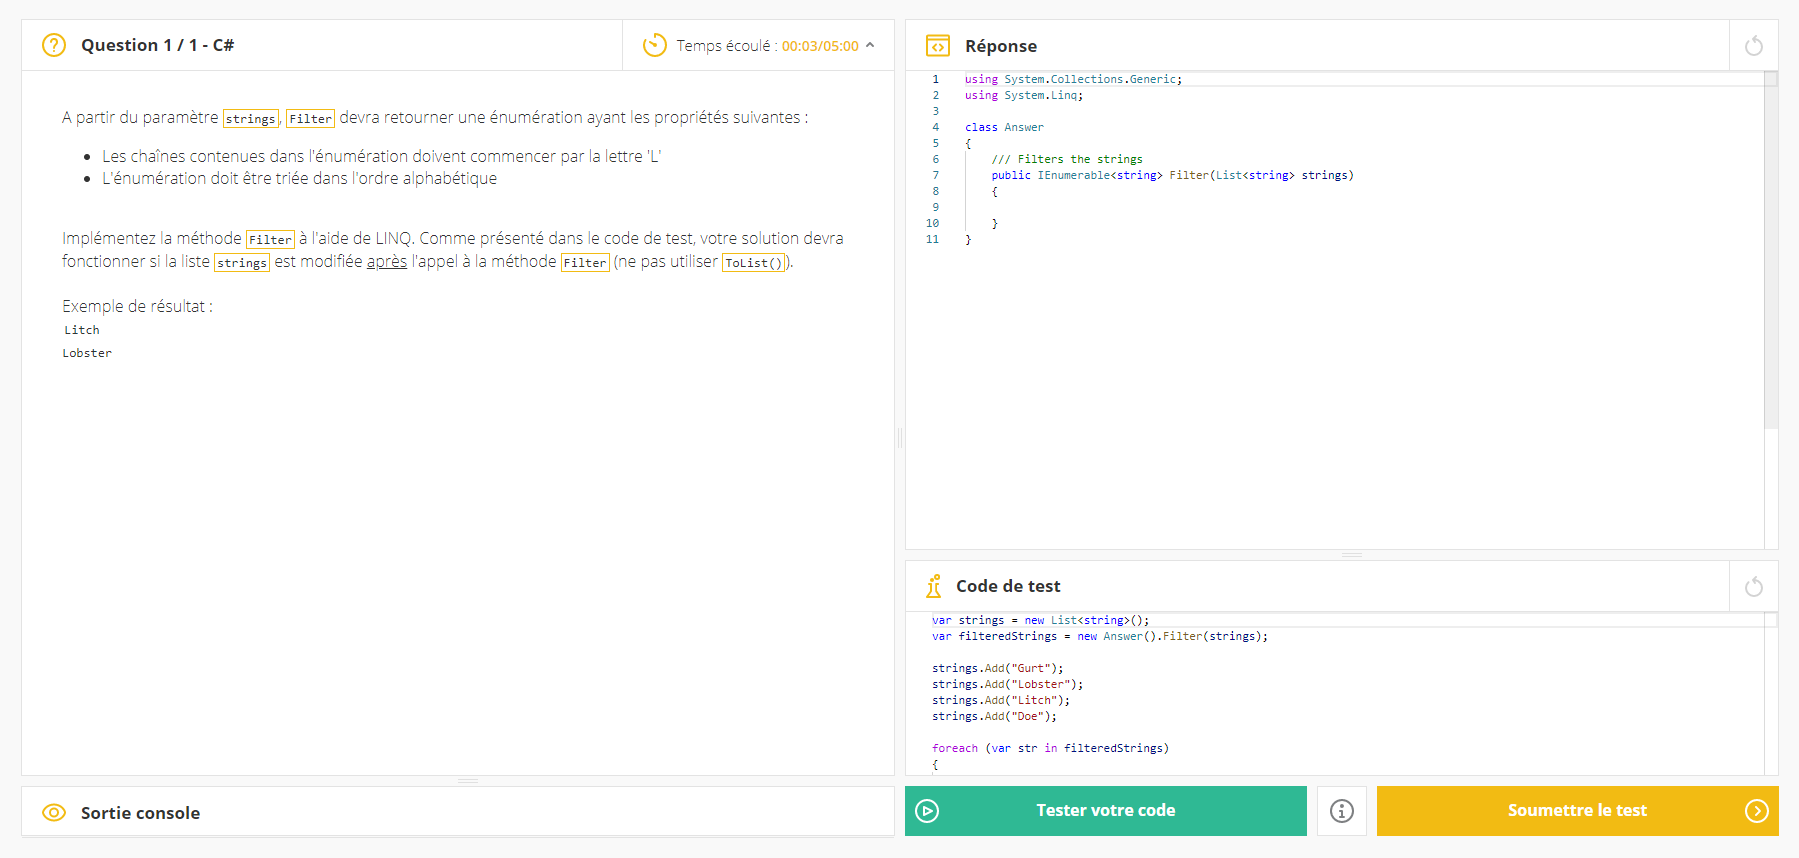 Question 1 / 1 - C#
Temps écoulé : 00:03/05:00
A partir du paramètre strings, Filter devra retourner une énumération ayant les propriétés suivantes :
Les chaînes contenues dans l'énumération doivent commencer par la lettre 'L'
L'énumération doit être triée dans l'ordre alphabétique
Implémentez la méthode Filter à l'aide de LINQ. Comme présenté dans le code de test, votre solution devra
fonctionner si la liste strings est modifiée après l'appel à la méthode Filter (ne pas utiliser ToList()).
Exemple de résultat :
Litch
Lobster
Sortie console
Réponse
1 using System.Collections.Generic;
2 using System.Linq;
3
4 class Answer
5 {
6 /// Filters the strings
7 public IEnumerable<string> Filter(List<string> strings)
8 {
9
10 }
11 }
Code de test
var strings = new List<string>();
var filteredStrings = new Answer().Filter(strings);
strings.Add("Gurt");
strings.Add("Lobster");
strings.Add("Litch");
strings.Add("Doe");
foreach (var str in filteredStrings)
{
Tester votre code
Soumettre le test